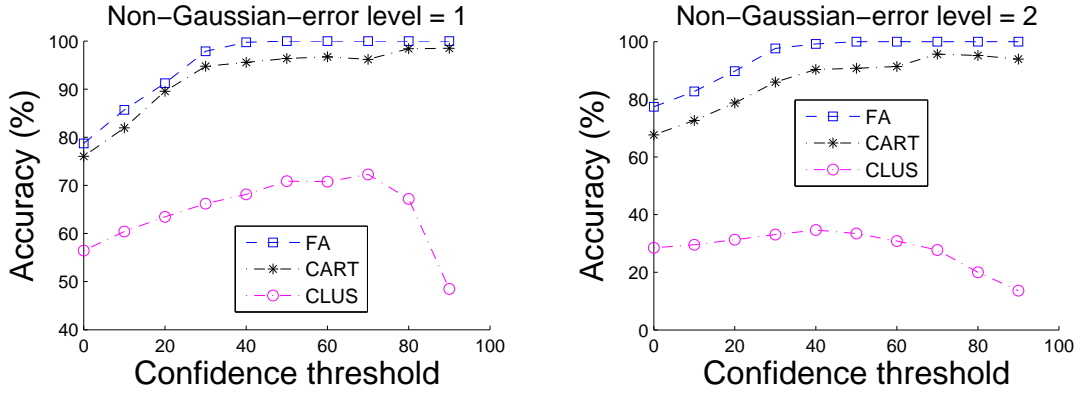 Non-Gaussian-error level = 1
100
90
80
70
60
50
40
Accuracy (%)
FA
CART
CLUS
0 20 40 60 80 100
Confidence threshold
Non-Gaussian-error level = 2
100
80
60
40
20
0
Accuracy (%)
FA
CART
CLUS
0 20 40 60 80 100
Confidence threshold